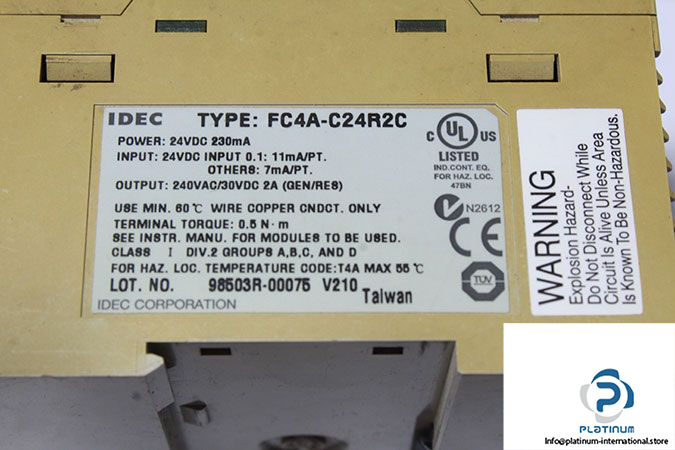 IDEC TYPE: FC4A-C24R2C
POWER: 24VDC 230mA
INPUT: 24VDC INPUT 0.1: 11mA/PT.
OTHERS: 7mA/PT.
OUTPUT: 240VAC/30VDC 2A (GEN/RES)
USE MIN. 60℃ WIRE COPPER CNDCT. ONLY
TERMINAL TORQUE: 0.5 N·m
SEE INSTR. MANU. FOR MODULES TO BE USED.
CLASS I DIV.2 GROUPS A,B,C, AND D
FOR HAZ. LOC. TEMPERATURE CODE:T4A MAX 55 ℃
LOT. NO. 98503R-00075 V210
IDEC CORPORATION Taiwan
C UL US
LISTED
IND.CONT. EQ.
FOR HAZ. LOC.
47BN
N2612
CE
TÜV
WARNING
Explosion Hazard-
Do Not Disconnect While
Circuit Is Alive Unless Area
Is Known To Be Non-Hazardous.
PLATINUM
Info@platinum-international.store